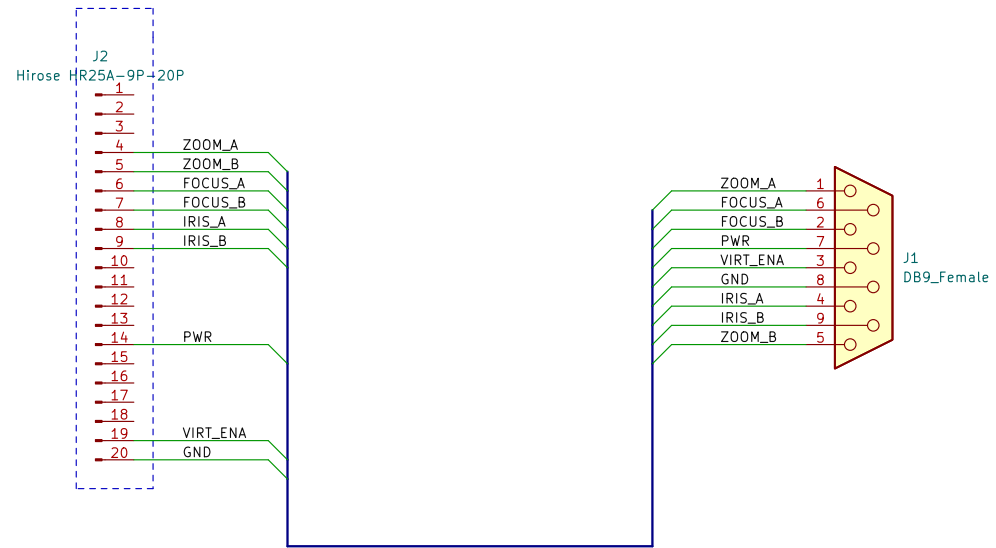 J2
Hirose HR25A-9P-20P
1
2
3
4 ZOOM_A
5 ZOOM_B
6 FOCUS_A
7 FOCUS_B
8 IRIS_A
9 IRIS_B
10
11
12
13
14 PWR
15
16
17
18
19 VIRT_ENA
20 GND
ZOOM_A 1
FOCUS_A 6
FOCUS_B 2
PWR 7
VIRT_ENA 3
GND 8
IRIS_A 4
IRIS_B 9
ZOOM_B 5
J1
DB9_Female